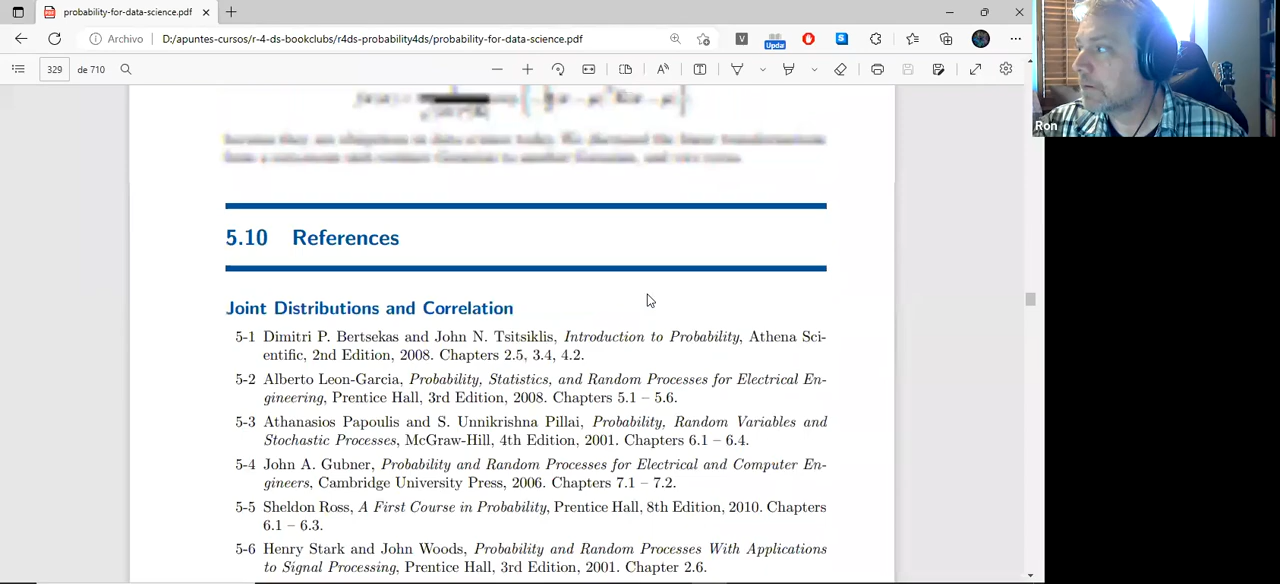 probability-for-data-science.pdf
Archivo D:/apuntes-cursos/r-4-ds-bookclubs/r4ds-probability4ds/probability-for-data-science.pdf
V
Upda
S
329 de 710
Ron
5.10 References
Joint Distributions and Correlation
5-1 Dimitri P. Bertsekas and John N. Tsitsiklis, Introduction to Probability, Athena Sci-
entific, 2nd Edition, 2008. Chapters 2.5, 3.4, 4.2.
5-2 Alberto Leon-Garcia, Probability, Statistics, and Random Processes for Electrical En-
gineering, Prentice Hall, 3rd Edition, 2008. Chapters 5.1 – 5.6.
5-3 Athanasios Papoulis and S. Unnikrishna Pillai, Probability, Random Variables and
Stochastic Processes, McGraw-Hill, 4th Edition, 2001. Chapters 6.1 – 6.4.
5-4 John A. Gubner, Probability and Random Processes for Electrical and Computer En-
gineers, Cambridge University Press, 2006. Chapters 7.1 – 7.2.
5-5 Sheldon Ross, A First Course in Probability, Prentice Hall, 8th Edition, 2010. Chapters
6.1 – 6.3.
5-6 Henry Stark and John Woods, Probability and Random Processes With Applications
to Signal Processing, Prentice Hall, 3rd Edition, 2001. Chapter 2.6.